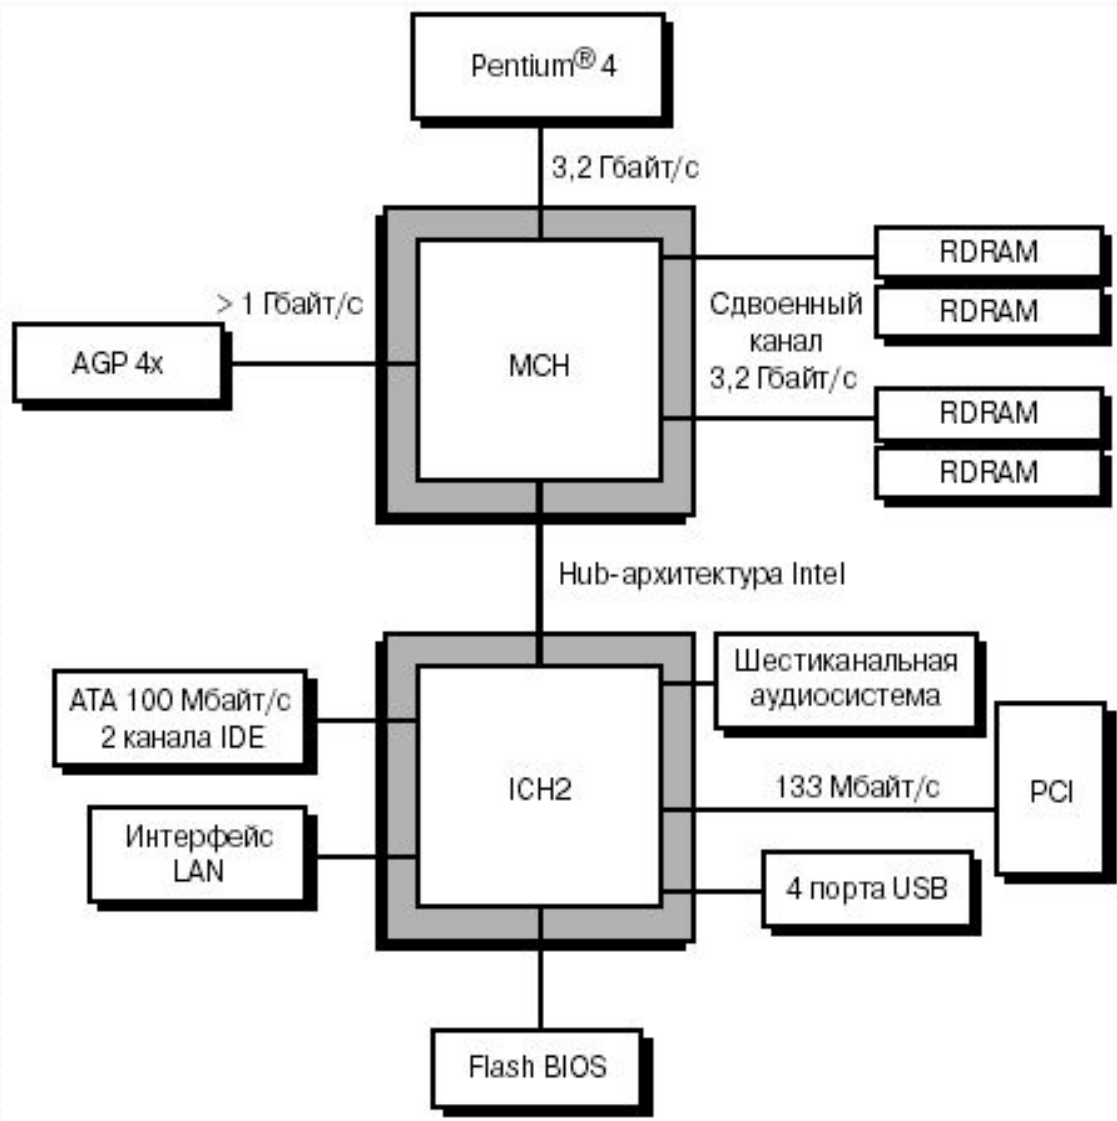 Pentium® 4
3,2 Гбайт/с
> 1 Гбайт/с
AGP 4x
MCH
RDRAM
RDRAM
Сдвоенный
канал
3,2 Гбайт/с
RDRAM
RDRAM
Hub-архитектура Intel
ATA 100 Мбайт/с
2 канала IDE
Интерфейс
LAN
ICH2
Шестиканальная
аудиосистема
133 Мбайт/с
PCI
4 порта USB
Flash BIOS